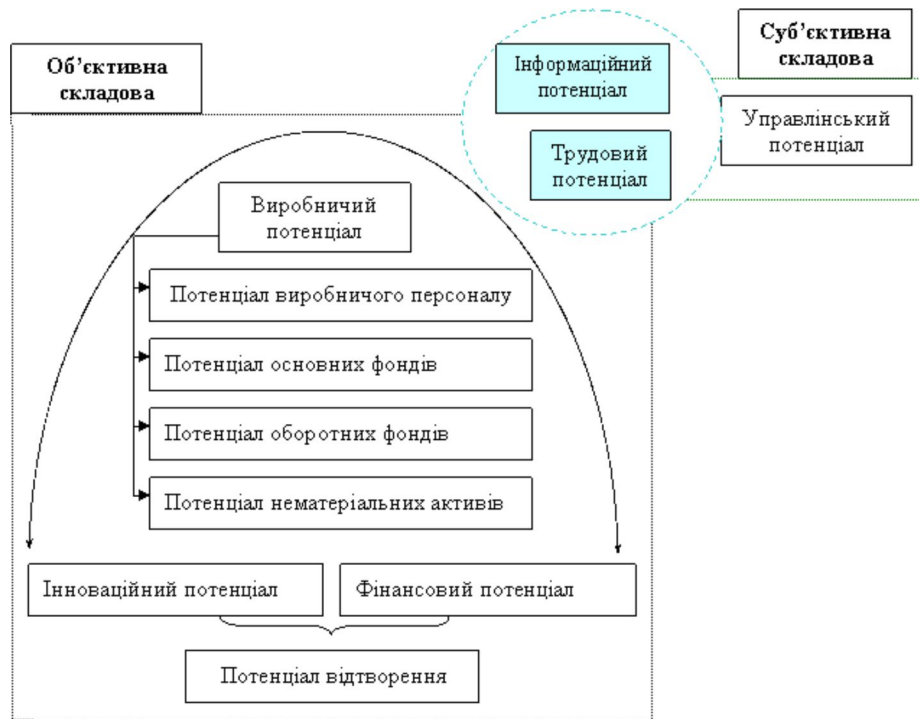 Об’єктивна
складова
Інформаційний
потенціал
Трудовий
потенціал
Суб’єктивна
складова
Управлінський
потенціал
Виробничий
потенціал
Потенціал виробничого персоналу
Потенціал основних фондів
Потенціал оборотних фондів
Потенціал нематеріальних активів
Інноваційний потенціал
Фінансовий потенціал
Потенціал відтворення